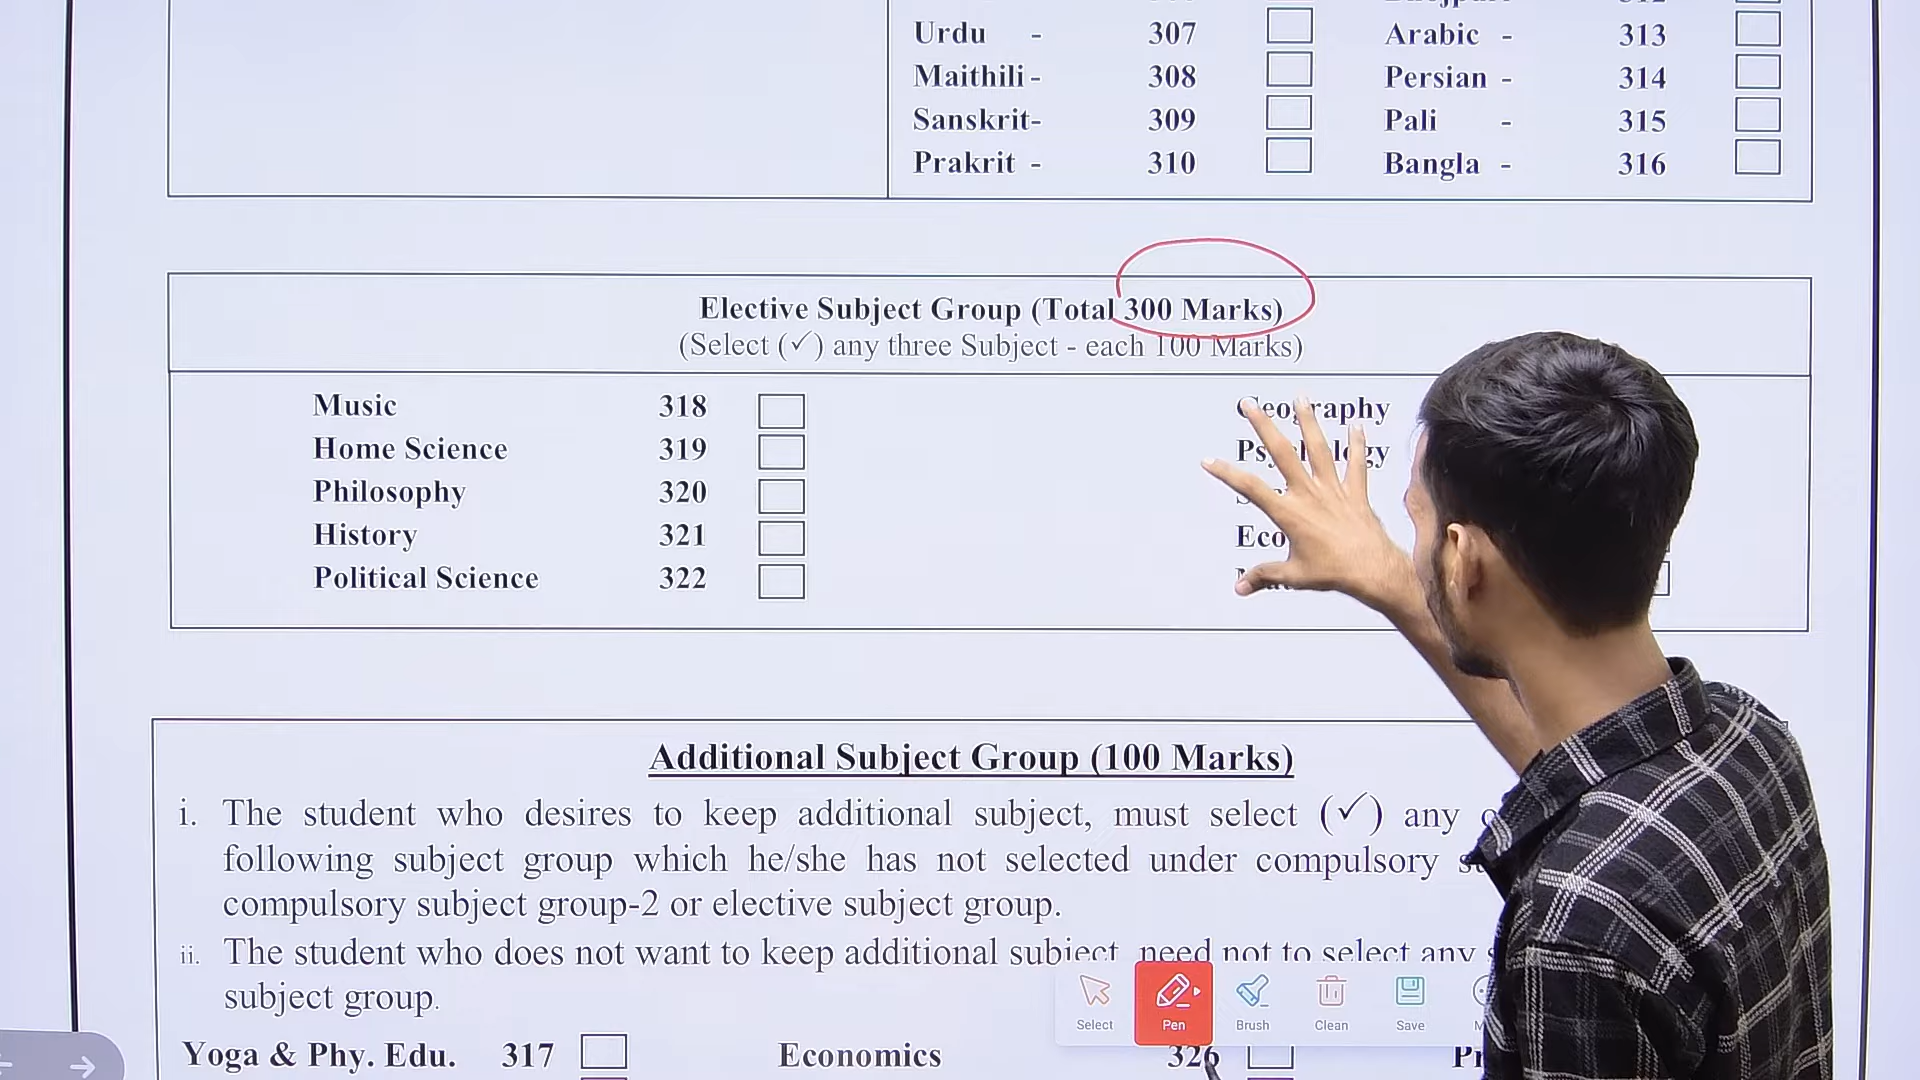 Urdu - 307 Arabic - 313
Maithili - 308 Persian - 314
Sanskrit- 309 Pali - 315
Prakrit - 310 Bangla - 316
Elective Subject Group (Total 300 Marks)
(Select (✓) any three Subject - each 100 Marks)
Music 318 Geography
Home Science 319 Psychology
Philosophy 320
History 321
Political Science 322
Additional Subject Group (100 Marks)
i. The student who desires to keep additional subject, must select (✓) any
following subject group which he/she has not selected under compulsory
compulsory subject group-2 or elective subject group.
ii. The student who does not want to keep additional subject, need not to select any
subject group.
Select Pen Brush Clean Save
Yoga & Phy. Edu. 317 Economics 326